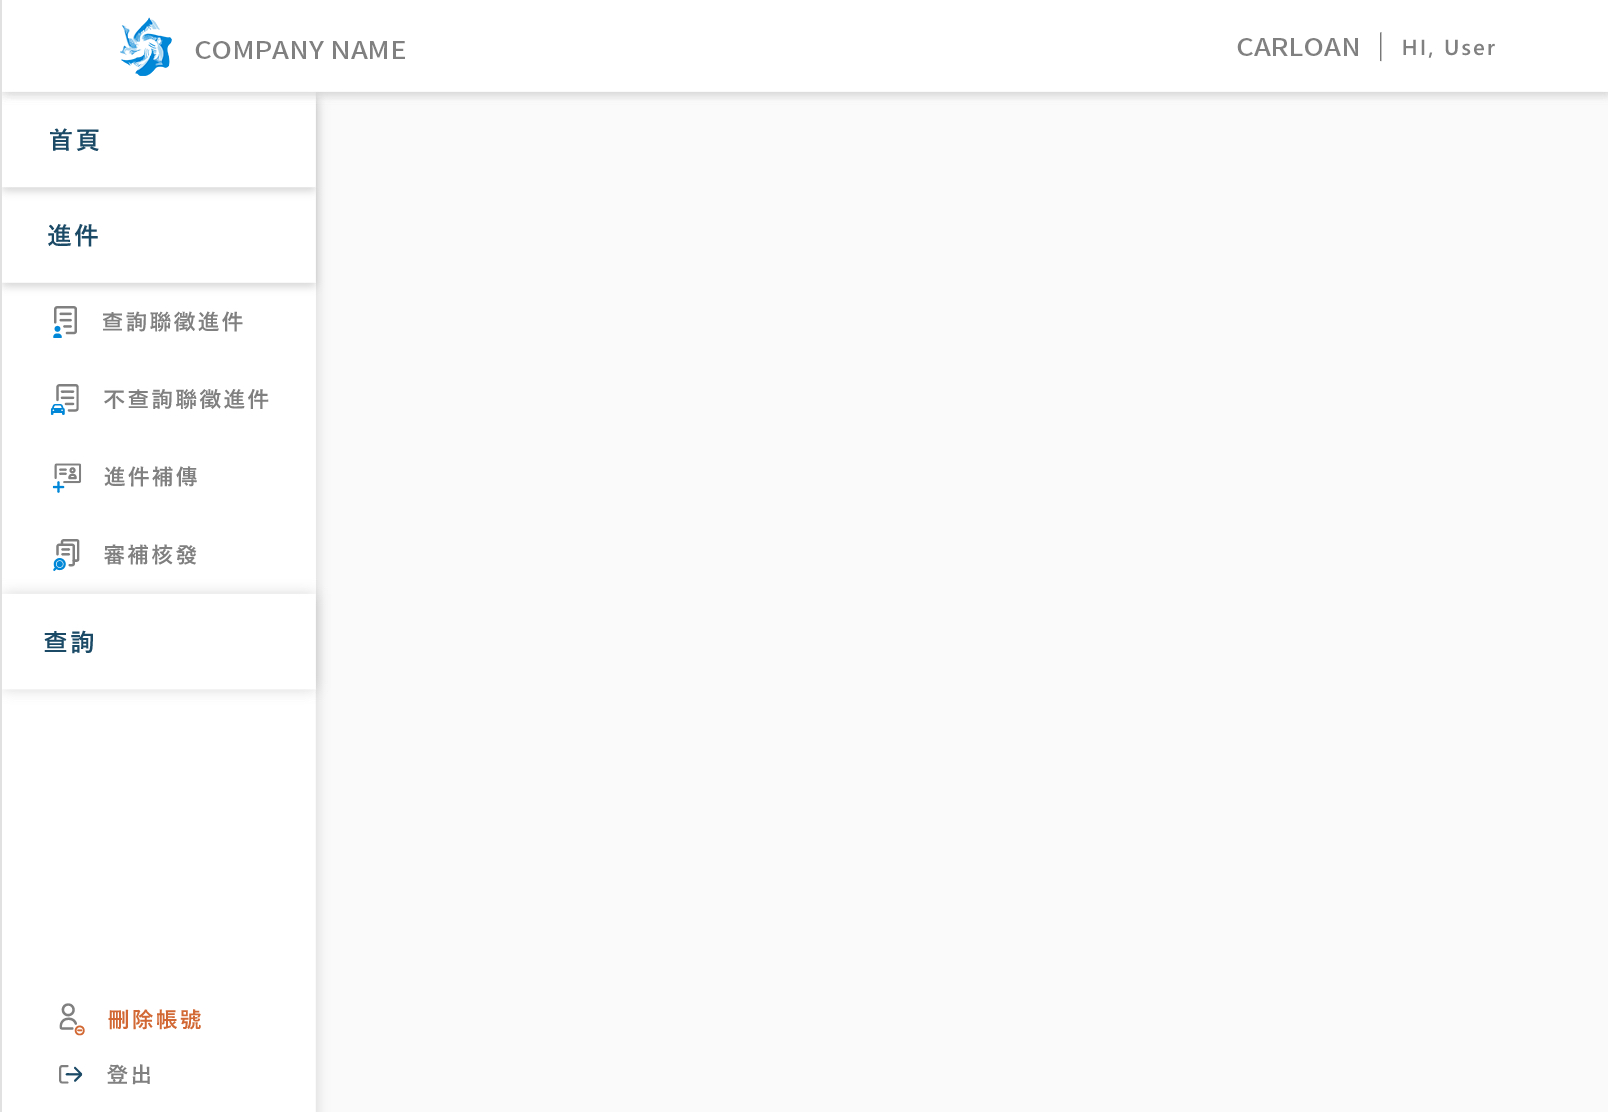 COMPANY NAME
CARLOAN | HI, User
首頁
進件
查詢聯徵進件
不查詢聯徵進件
進件補傳
審補核發
查詢
刪除帳號
登出